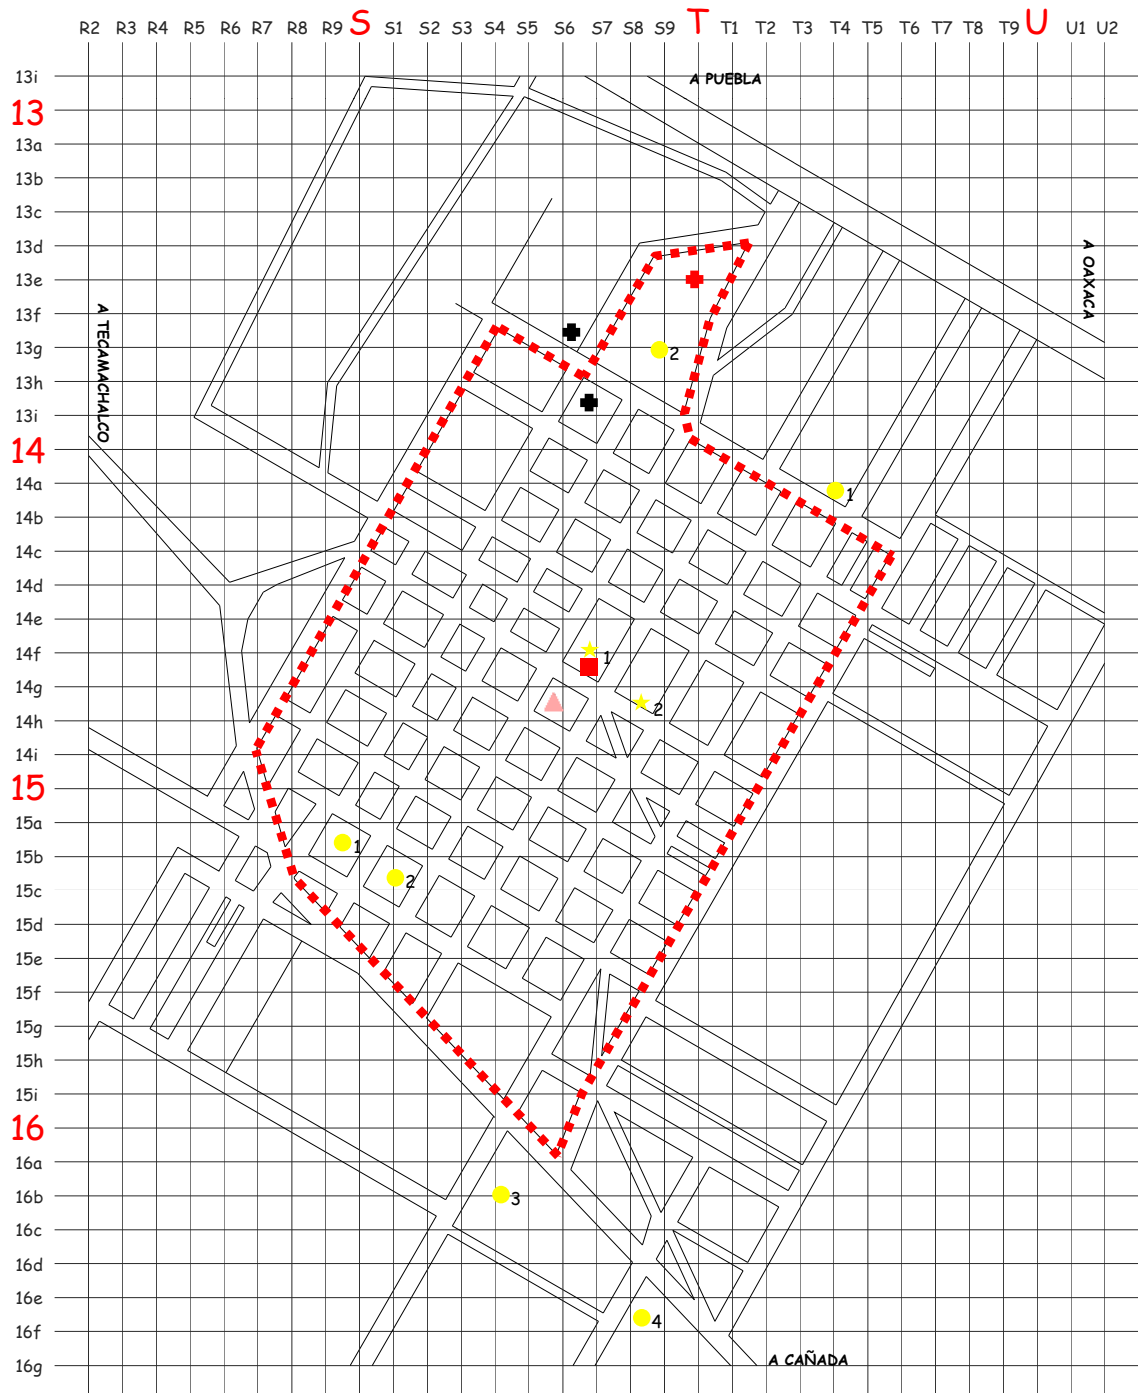 R2 R3 R4 R5 R6 R7 R8 R9 S S1 S2 S3 S4 S5 S6 S7 S8 S9 T T1 T2 T3 T4 T5 T6 T7 T8 T9 U U1 U2
13i
A PUEBLA
13
13a
13b
13c
13d
A OAXACA
13e
13f
A TECAMACHALCO
13g
2
13h
13i
14
14a
1
14b
14c
14d
14e
14f
1
14g
2
14h
14i
15
15a
1
15b
2
15c
15d
15e
15f
15g
15h
15i
16
16a
16b
3
16c
16d
16e
4
16f
A CAÑADA
16g